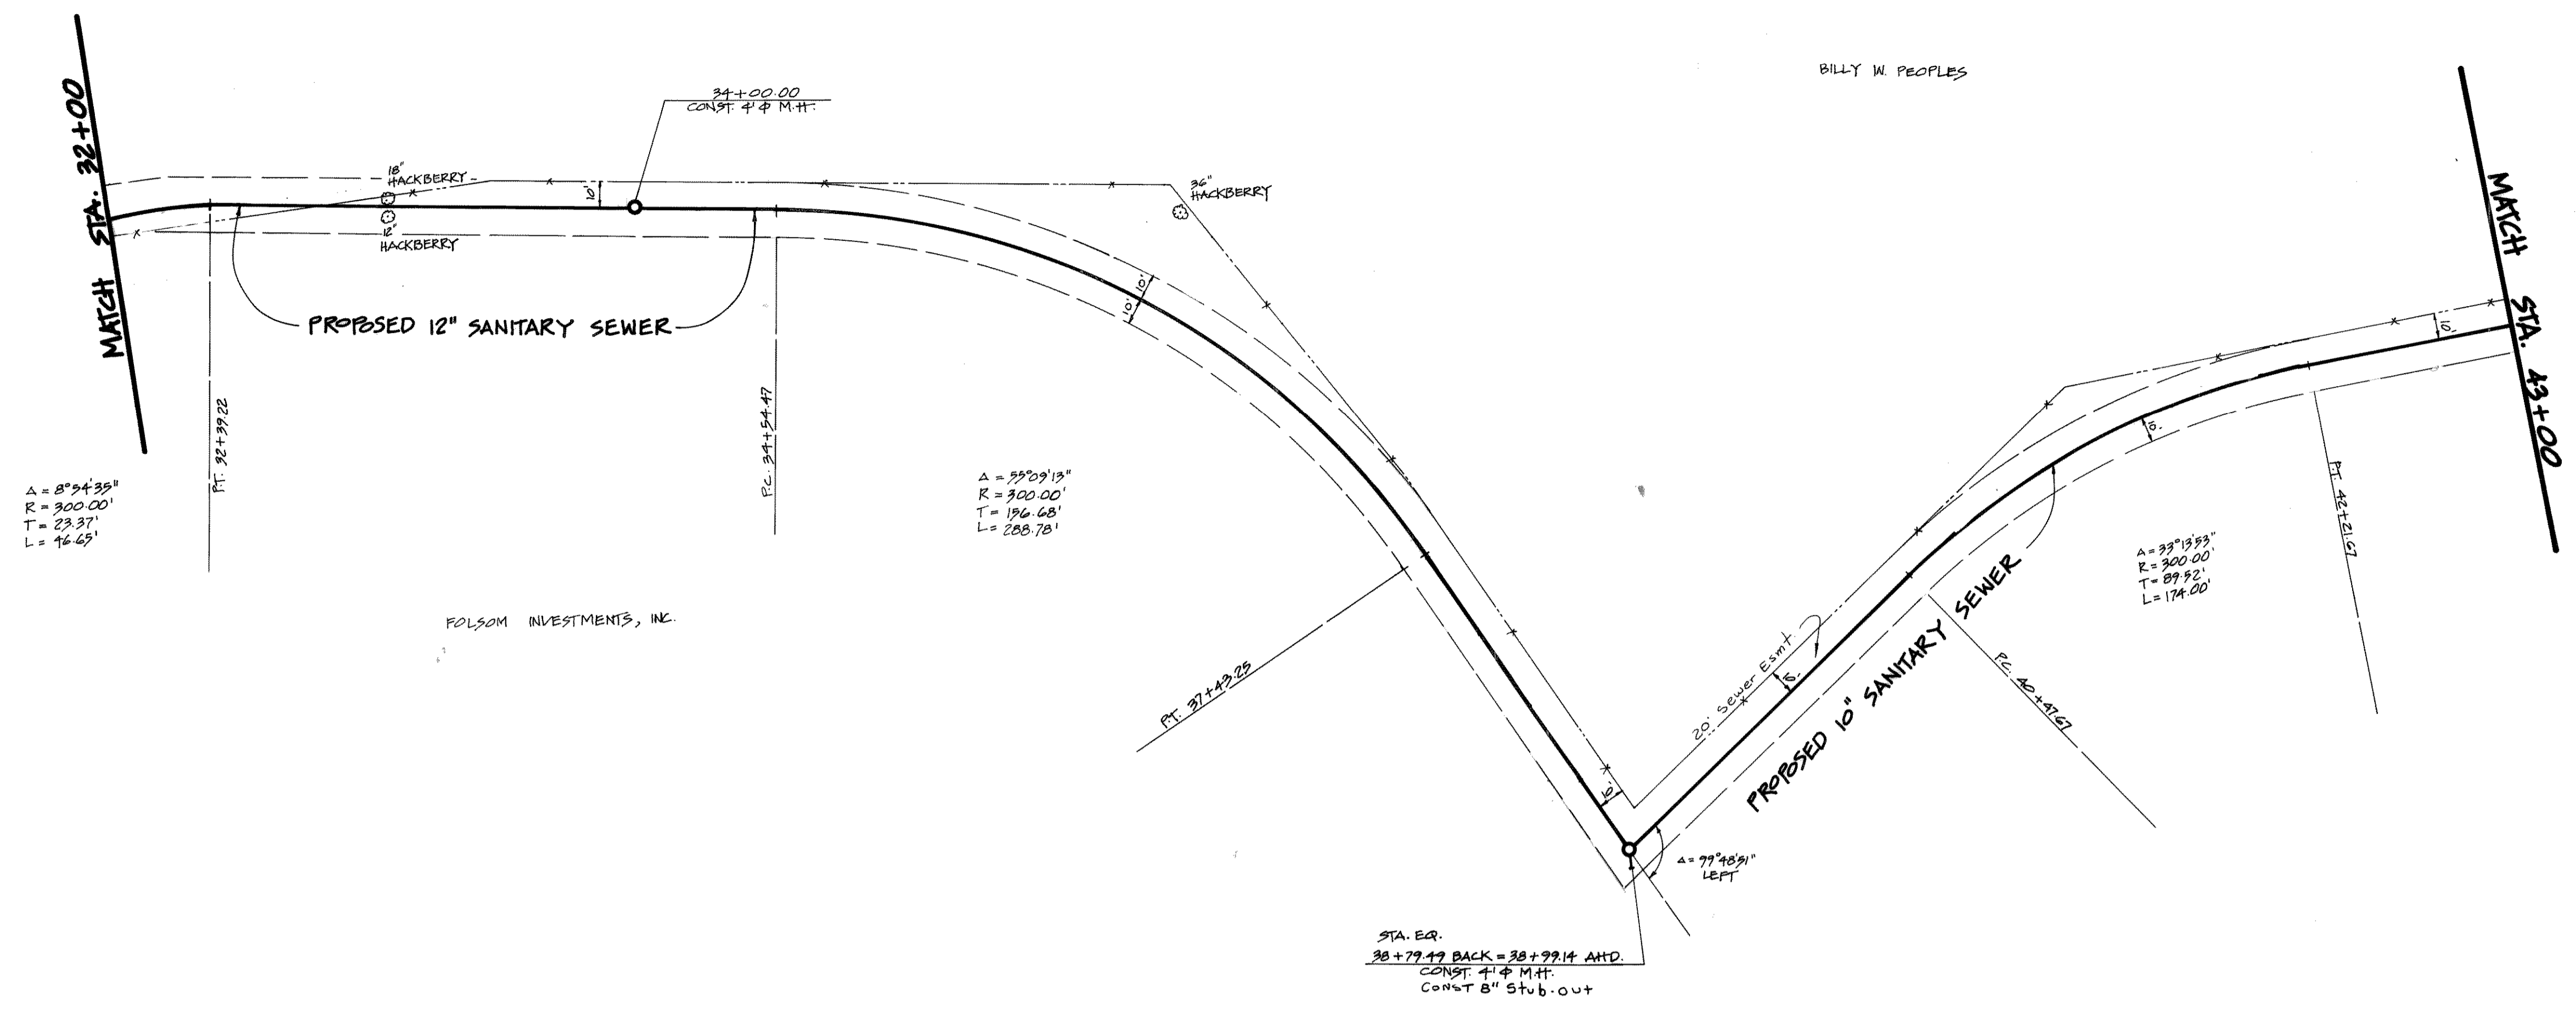 MATCH STA. 32+00
34+00.00
CONST. 4' Φ M.H.
BILLY W. PEOPLES
18"
HACKBERRY
12"
HACKBERRY
10'
36"
HACKBERRY
10'
10'
PROPOSED 12" SANITARY SEWER
P.T. 32+39.22
P.C. 34+54.47
Δ = 8°54'35"
R = 300.00'
T = 23.37'
L = 46.65'
Δ = 55°09'13"
R = 300.00'
T = 156.68'
L = 288.78'
FOLSOM INVESTMENTS, INC.
P.T. 37+43.25
10'
Δ = 99°48'51"
LEFT
STA. EQ.
38+79.49 BACK = 38+99.14 AHD.
CONST. 4' Φ M.H.
CONST 8" Stub-out
20' Sewer Esmt.
10'
PROPOSED 10" SANITARY SEWER
P.C. 40+47.67
10'
Δ = 33°13'53"
R = 300.00'
T = 89.52'
L = 174.00'
P.T. 42+21.67
10'
MATCH STA. 43+00